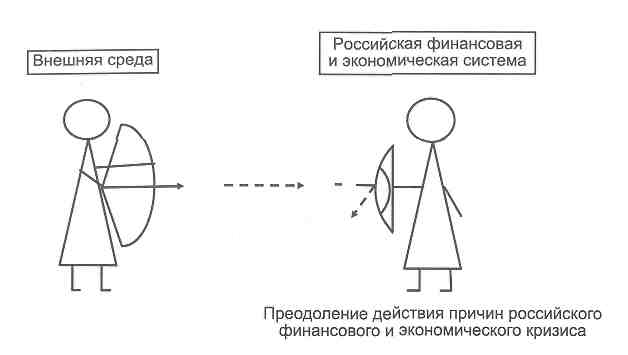 Внешняя среда
Российская финансовая
и экономическая система
Преодоление действия причин российского
финансового и экономического кризиса